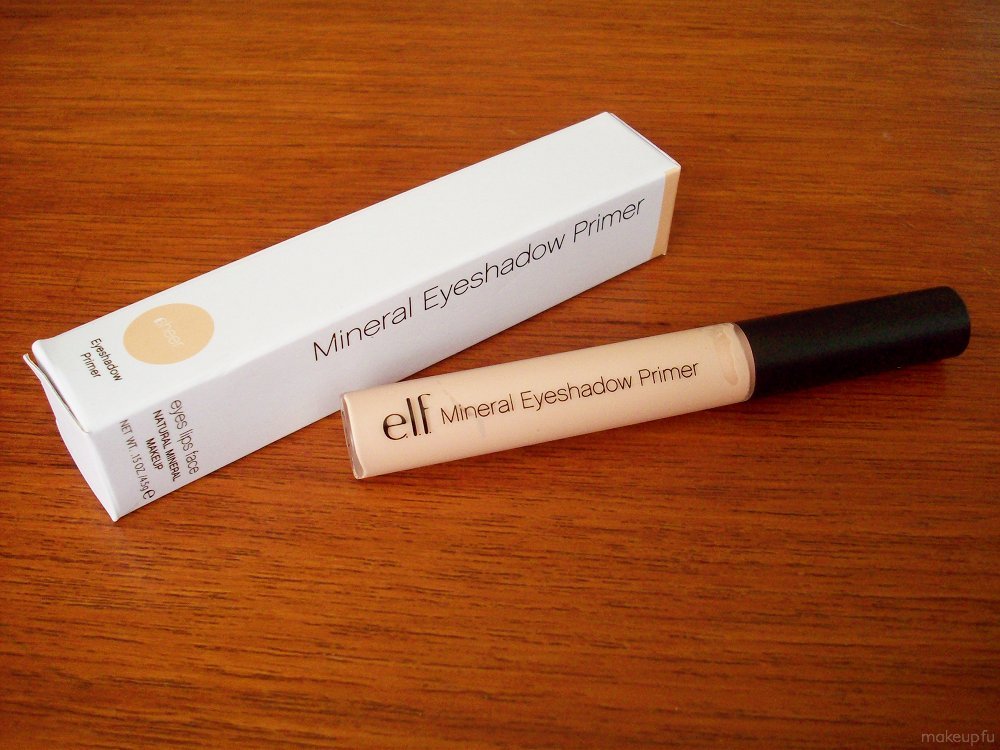 Mineral Eyeshadow Primer
sheer
Eyeshadow
Primer
eyes lips face
NATURAL MINERAL
MAKEUP
NET WT. .15 OZ./4.5g e
e.l.f. Mineral Eyeshadow Primer
makeupfu